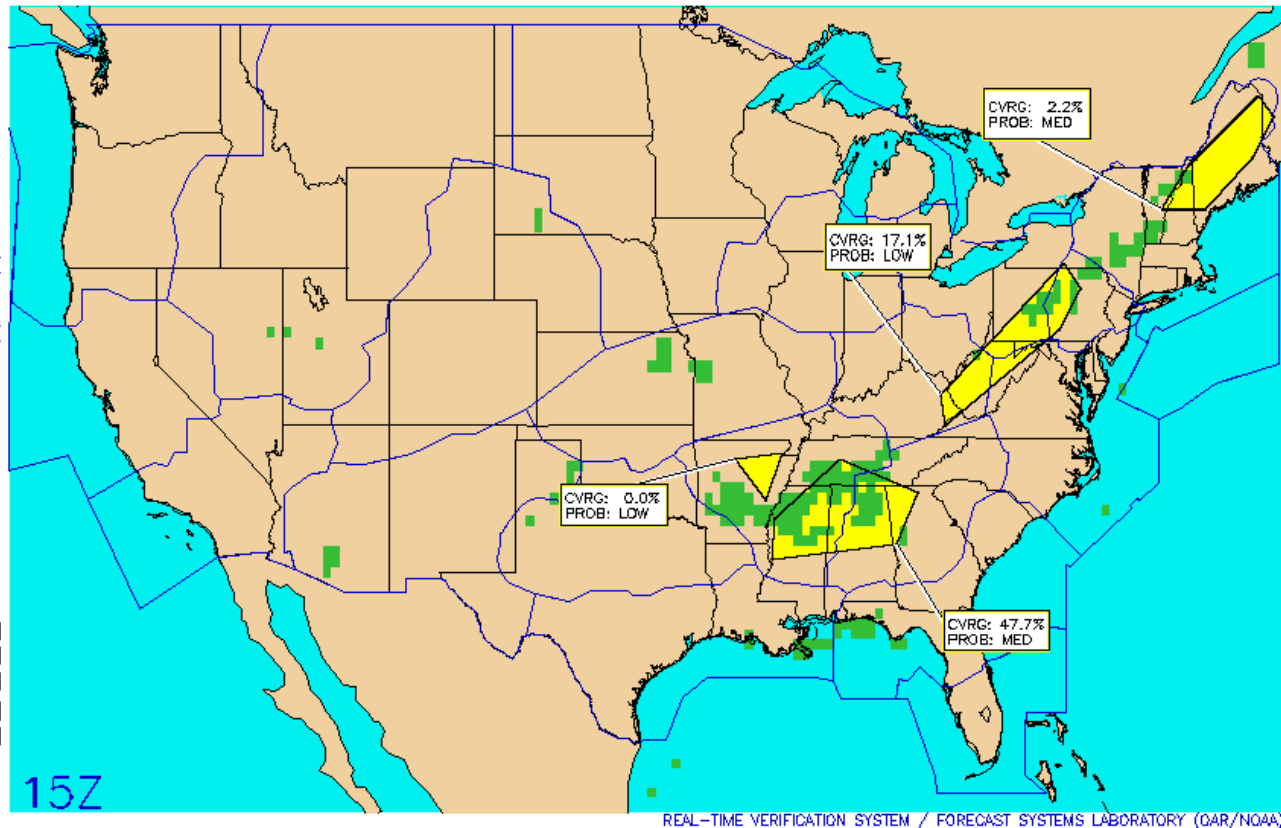 CVRG: 2.2%
PROB: MED
CVRG: 17.1%
PROB: LOW
CVRG: 0.0%
PROB: LOW
CVRG: 47.7%
PROB: MED
15Z
REAL-TIME VERIFICATION SYSTEM / FORECAST SYSTEMS LABORATORY (OAR/NOAA)